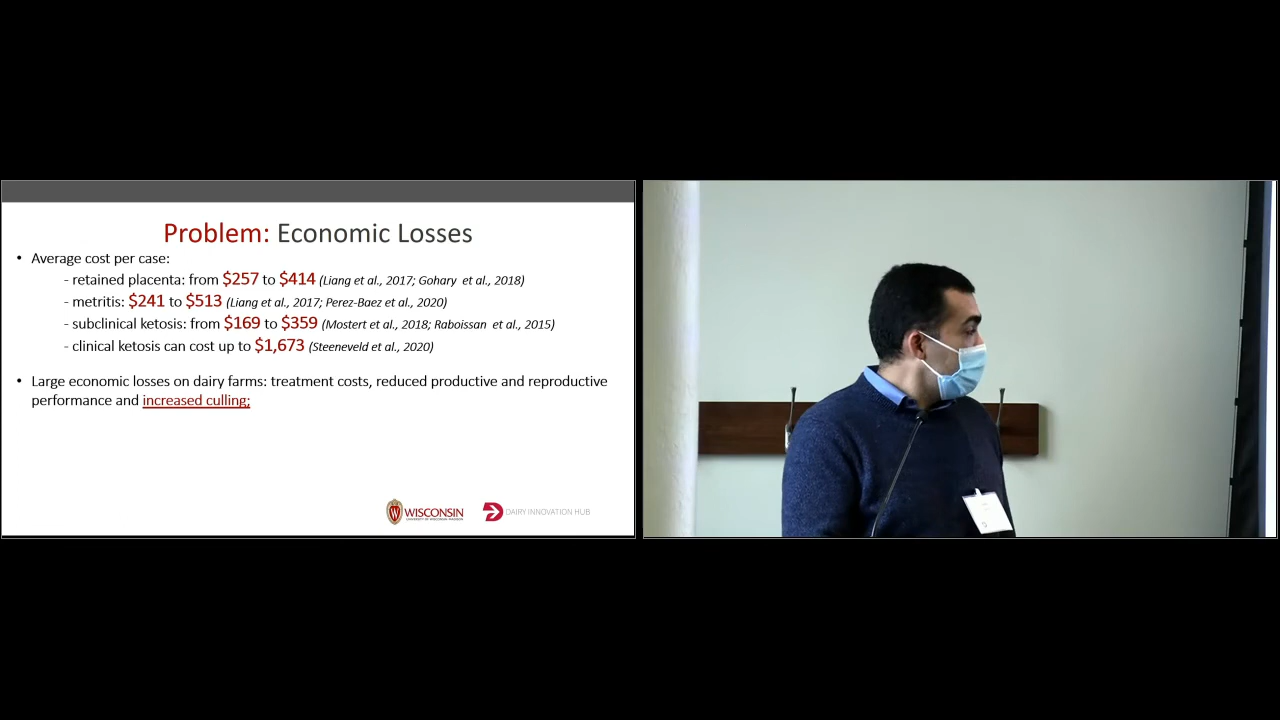 Problem: Economic Losses
• Average cost per case:
- retained placenta: from $257 to $414 (Liang et al., 2017; Gohary et al., 2018)
- metritis: $241 to $513 (Liang et al., 2017; Perez-Baez et al., 2020)
- subclinical ketosis: from $169 to $359 (Mostert et al., 2018; Raboissan et al., 2015)
- clinical ketosis can cost up to $1,673 (Steeneveld et al., 2020)
• Large economic losses on dairy farms: treatment costs, reduced productive and reproductive
performance and increased culling;
WISCONSIN
UNIVERSITY OF WISCONSIN-MADISON
DAIRY INNOVATION HUB